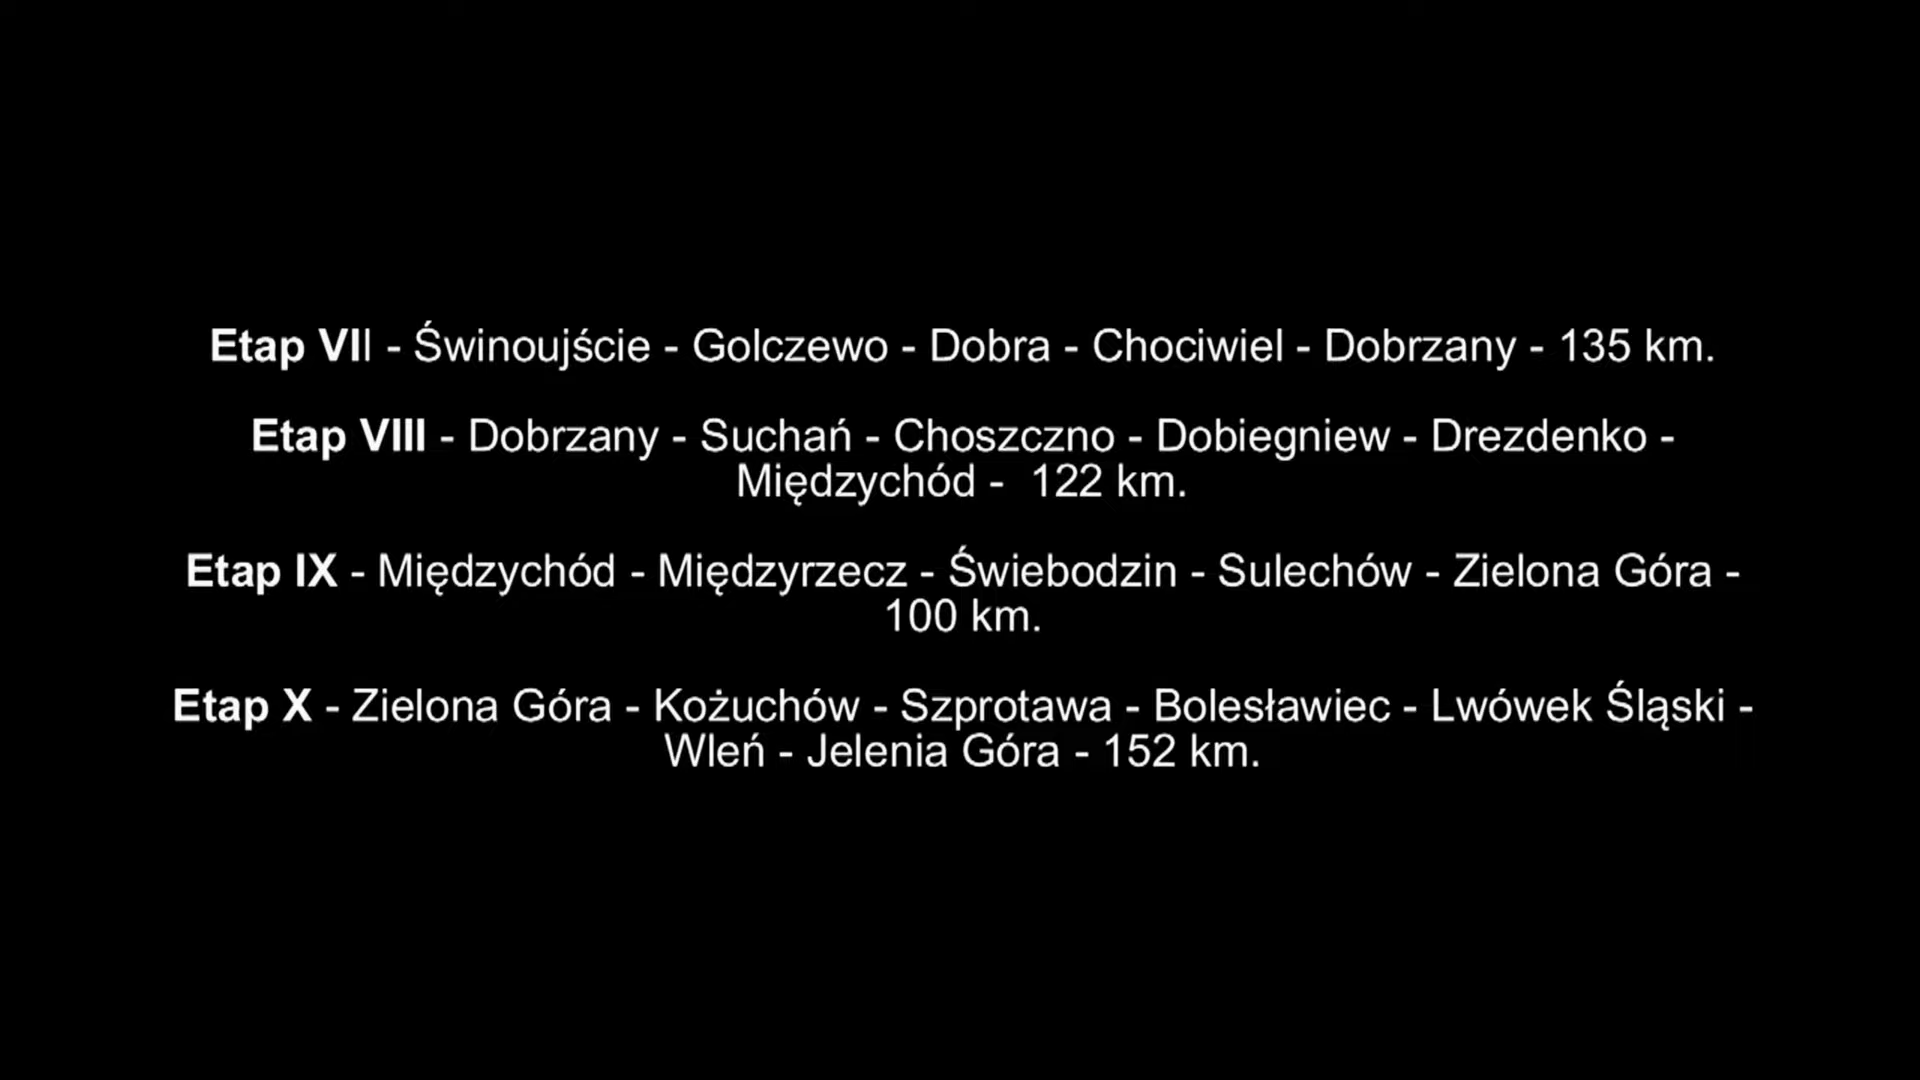 Etap VII - Świnoujście - Golczewo - Dobra - Chociwiel - Dobrzany - 135 km.
Etap VIII - Dobrzany - Suchań - Choszczno - Dobiegniew - Drezdenko -
Międzychód -  122 km.
Etap IX - Międzychód - Międzyrzecz - Świebodzin - Sulechów - Zielona Góra -
100 km.
Etap X - Zielona Góra - Kożuchów - Szprotawa - Bolesławiec - Lwówek Śląski -
Wleń - Jelenia Góra - 152 km.